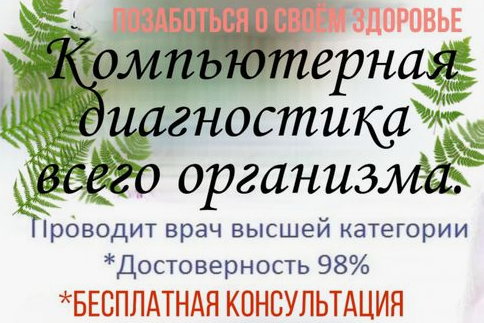 ПОЗАБОТЬСЯ О СВОЁМ ЗДОРОВЬЕ
Компьютерная
диагностика
всего организма.
Проводит врач высшей категории
*Достоверность 98%
*БЕСПЛАТНАЯ КОНСУЛЬТАЦИЯ